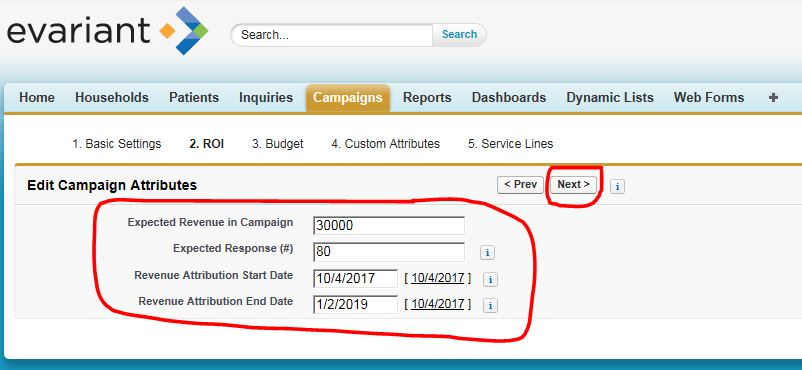 evariant
Search... Search
Home Households Patients Inquiries Campaigns Reports Dashboards Dynamic Lists Web Forms +
1. Basic Settings 2. ROI 3. Budget 4. Custom Attributes 5. Service Lines
Edit Campaign Attributes < Prev Next > i
Expected Revenue in Campaign 30000
Expected Response (#) 80 i
Revenue Attribution Start Date 10/4/2017 [ 10/4/2017 ] i
Revenue Attribution End Date 1/2/2019 [ 10/4/2017 ] i